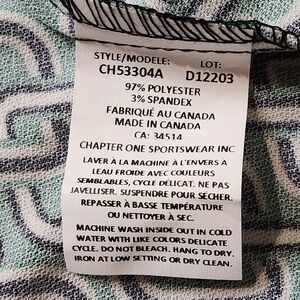 STYLE/MODELE: LOT:
CH53304A D12203
97% POLYESTER
3% SPANDEX
FABRIQUÉ AU CANADA
MADE IN CANADA
CA: 34514
CHAPTER ONE SPORTSWEAR INC
LAVER À LA MACHINE À L'ENVERS A
LEAU FROIDE AVEC COULEURS
SEMBLABLES, CYCLE DÉLICAT. NE PAS
JAVELLISER. SUSPENDRE POUR SÉCHER.
REPASSER À BASSE TEMPÉRATURE
OU NETTOYER À SEC.
MACHINE WASH INSIDE OUT IN COLD
WATER WITH LIKE COLORS DELICATE
CYCLE. DO NOT BLEACH. HANG TO DRY.
IRON AT LOW SETTING OR DRY CLEAN.